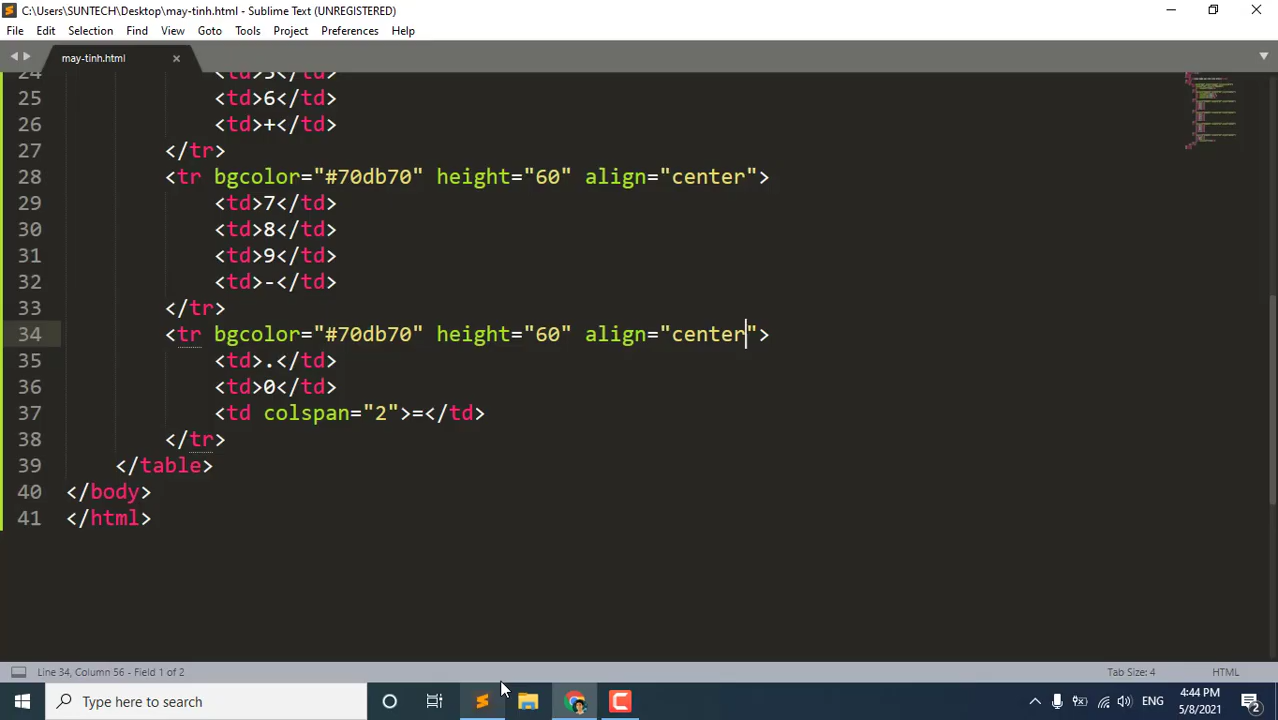 C:\Users\SUNTECH\Desktop\may-tinh.html - Sublime Text (UNREGISTERED)
File Edit Selection Find View Goto Tools Project Preferences Help
may-tinh.html
25 <td>6</td>
26 <td>+</td>
27 </tr>
28 <tr bgcolor="#70db70" height="60" align="center">
29 <td>7</td>
30 <td>8</td>
31 <td>9</td>
32 <td>-</td>
33 </tr>
34 <tr bgcolor="#70db70" height="60" align="center">
35 <td>.</td>
36 <td>0</td>
37 <td colspan="2">=</td>
38 </tr>
39 </table>
40 </body>
41 </html>
Line 34, Column 56 - Field 1 of 2
Tab Size: 4
HTML
Type here to search
ENG
4:44 PM
5/8/2021
2